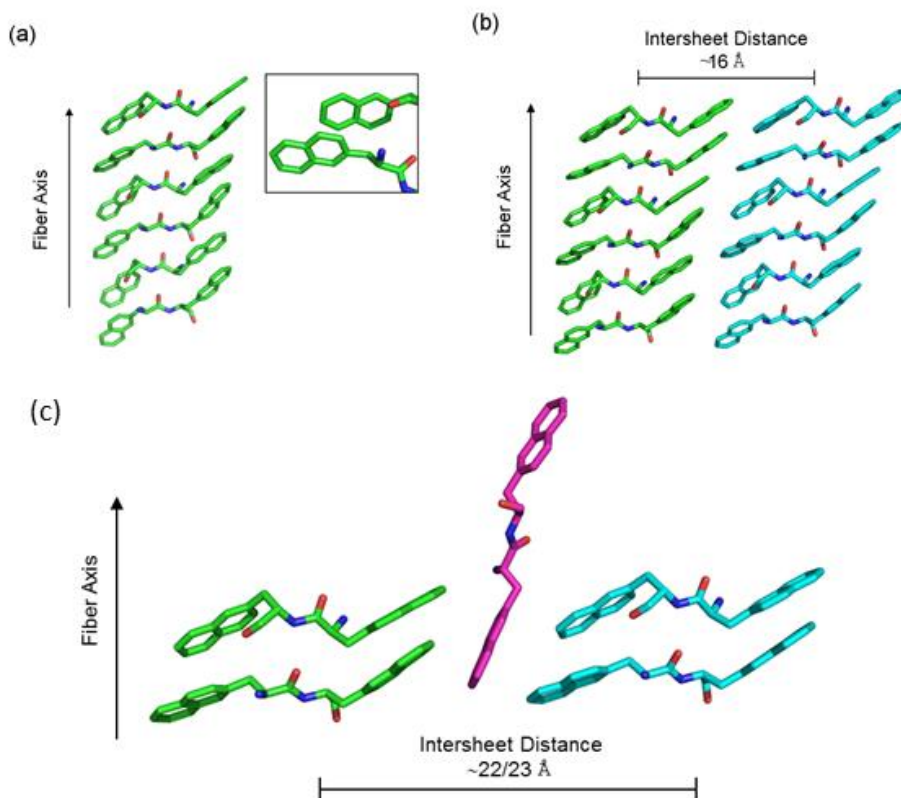 (a)
Fiber Axis
(b)
Intersheet Distance
~16 Å
Fiber Axis
(c)
Fiber Axis
Intersheet Distance
~22/23 Å